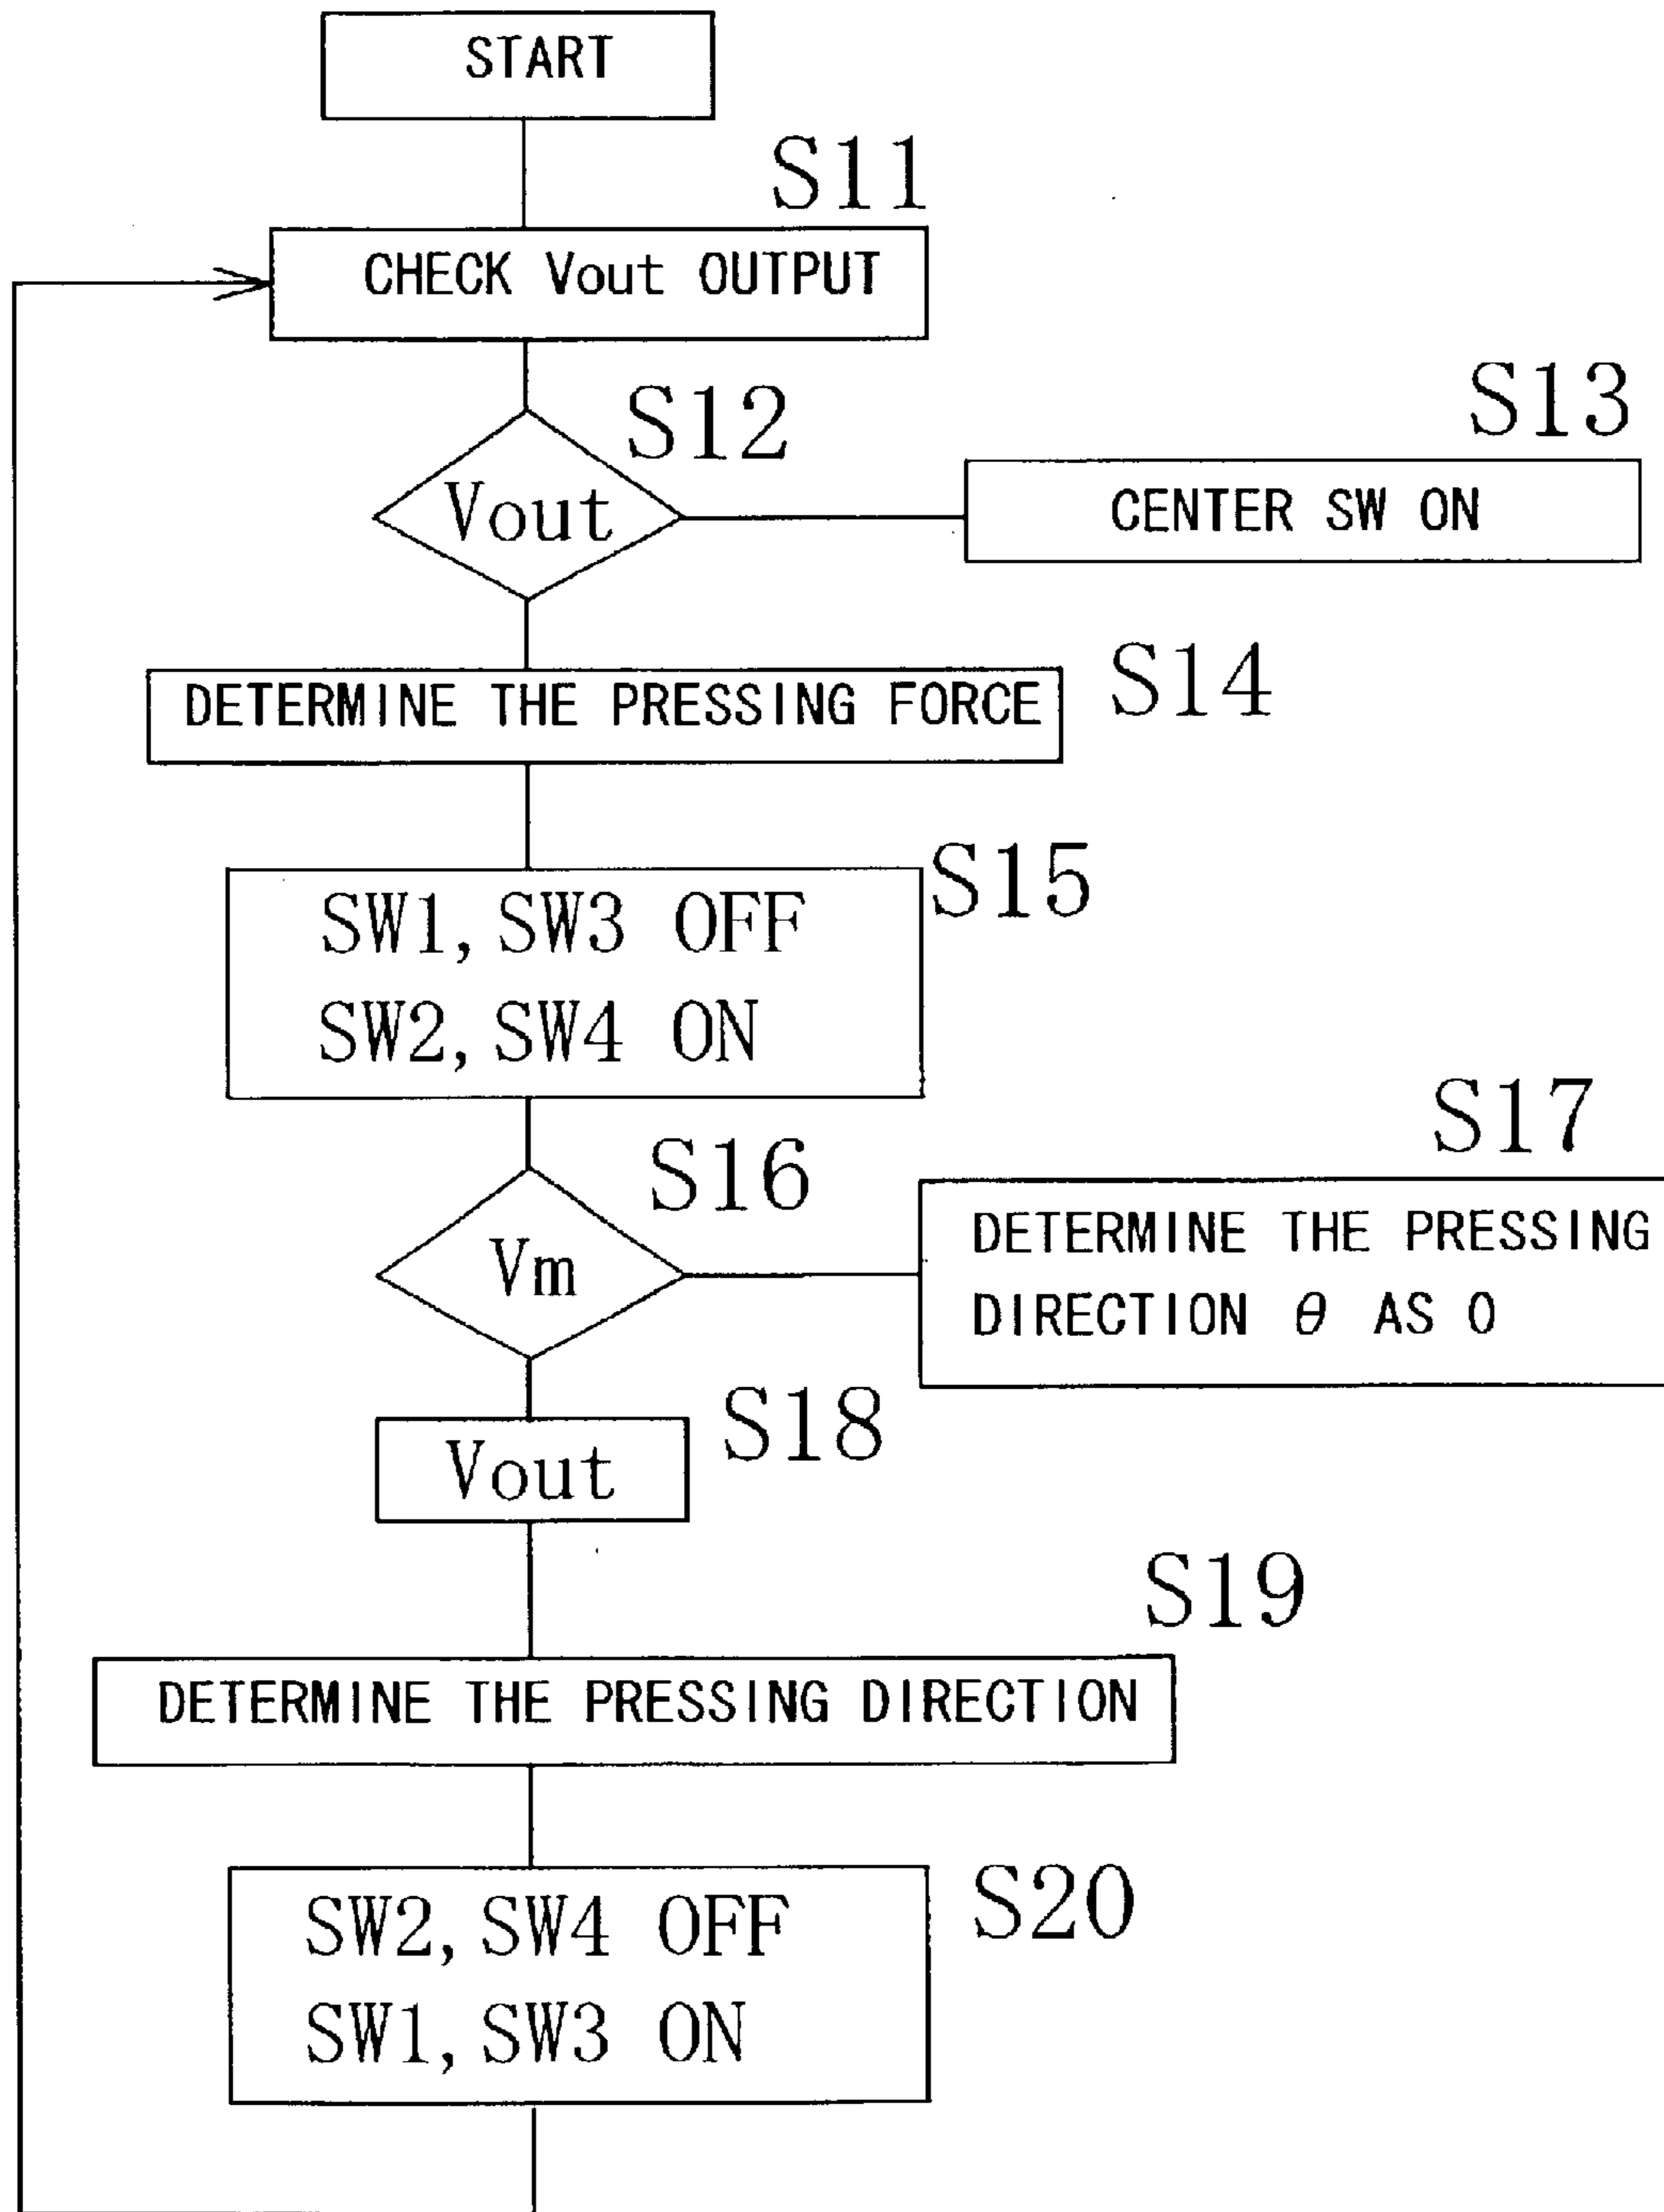 START
S11
CHECK Vout OUTPUT
S12
Vout
S13
CENTER SW ON
S14
DETERMINE THE PRESSING FORCE
S15
SW1, SW3 OFF
SW2, SW4 ON
S16
Vm
S17
DETERMINE THE PRESSING
DIRECTION θ AS 0
S18
Vout
S19
DETERMINE THE PRESSING DIRECTION
S20
SW2, SW4 OFF
SW1, SW3 ON